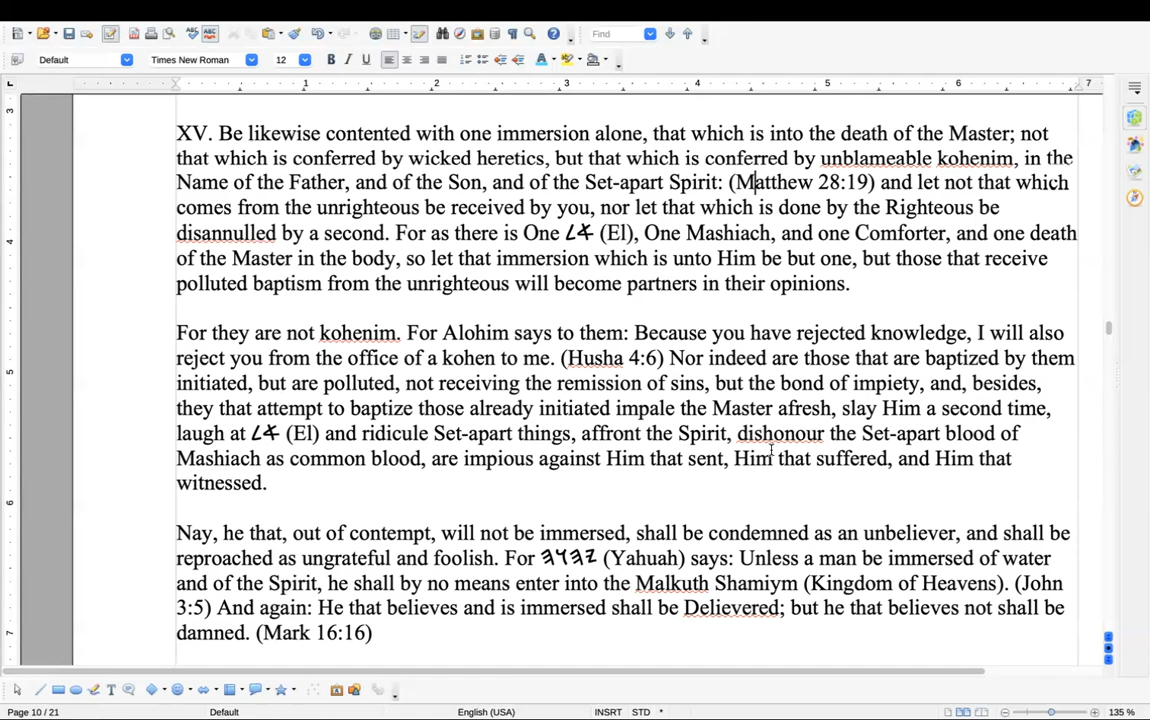 Find
Default
Times New Roman
12
1 2 3 4 5 6 7
XV. Be likewise contented with one immersion alone, that which is into the death of the Master; not
that which is conferred by wicked heretics, but that which is conferred by unblameable kohenim, in the
Name of the Father, and of the Son, and of the Set-apart Spirit: (Matthew 28:19) and let not that which
comes from the unrighteous be received by you, nor let that which is done by the Righteous be
disannulled by a second. For as there is One 𐤀𐤋 (El), One Mashiach, and one Comforter, and one death
of the Master in the body, so let that immersion which is unto Him be but one, but those that receive
polluted baptism from the unrighteous will become partners in their opinions.
For they are not kohenim. For Alohim says to them: Because you have rejected knowledge, I will also
reject you from the office of a kohen to me. (Husha 4:6) Nor indeed are those that are baptized by them
initiated, but are polluted, not receiving the remission of sins, but the bond of impiety, and, besides,
they that attempt to baptize those already initiated impale the Master afresh, slay Him a second time,
laugh at 𐤀𐤋 (El) and ridicule Set-apart things, affront the Spirit, dishonour the Set-apart blood of
Mashiach as common blood, are impious against Him that sent, Him that suffered, and Him that
witnessed.
Nay, he that, out of contempt, will not be immersed, shall be condemned as an unbeliever, and shall be
reproached as ungrateful and foolish. For 𐤉𐤄𐤅𐤄 (Yahuah) says: Unless a man be immersed of water
and of the Spirit, he shall by no means enter into the Malkuth Shamiym (Kingdom of Heavens). (John
3:5) And again: He that believes and is immersed shall be Delievered; but he that believes not shall be
damned. (Mark 16:16)
3
4
5
6
7
Page 10 / 21
Default
English (USA)
INSRT
STD
*
135 %